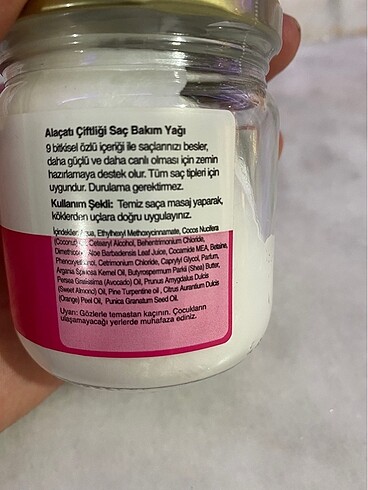 Alaçatı Çiftliği Saç Bakım Yağı
9 bitkisel özlü içeriği ile saçlarınızı besler,
daha güçlü ve daha canlı olması için zemin
hazırlamaya destek olur. Tüm saç tipleri için
uygundur. Durulama gerektirmez.
Kullanım Şekli: Temiz saça masaj yaparak,
köklerden uçlara doğru uygulayınız.
İçindekiler: Aqua, Ethylhexyl Methoxycinnamate, Cocos Nucifera
(Coconut) Oil, Cetearyl Alcohol, Behentrimonium Chloride,
Dimethicone, Aloe Barbadensis Leaf Juice, Cocamide MEA, Betaine,
Phenoxyethanol, Cetrimonium Chloride, Caprylyl Glycol, Parfum,
Argania Spinosa Kernel Oil, Butyrospermum Parkii (Shea) Butter,
Persea Gratissima (Avocado) Oil, Prunus Amygdalus Dulcis
(Sweet Almond) Oil, Pine Turpentine oil , Citrus Aurantium Dulcis
(Orange) Peel Oil, Punica Granatum Seed Oil.
Uyarı: Gözlerle temastan kaçının. Çocukların
ulaşamayacağı yerlerde muhafaza ediniz.